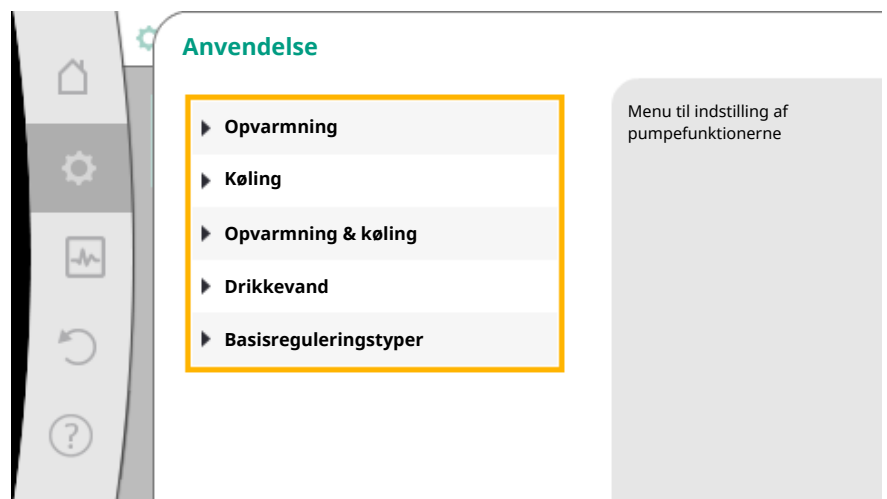 Anvendelse
Opvarmning
Køling
Opvarmning & køling
Drikkevand
Basisreguleringstyper
Menu til indstilling af
pumpefunktionerne
?